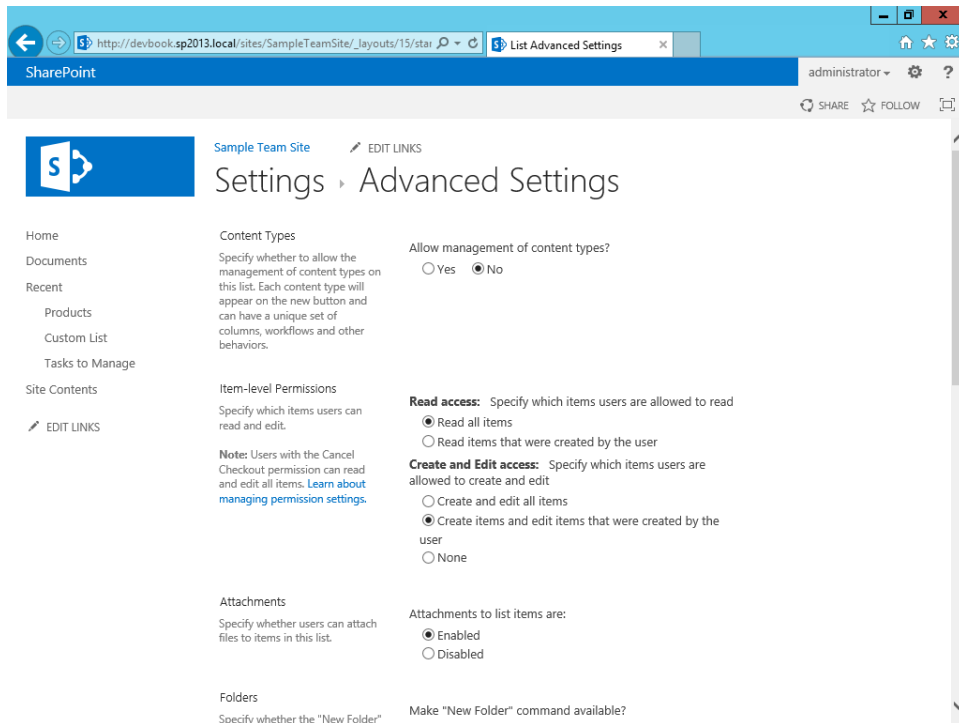 http://devbook.sp2013.local/sites/SampleTeamSite/_layouts/15/star
List Advanced Settings
SharePoint
administrator
?
SHARE
FOLLOW
Sample Team Site
EDIT LINKS
Settings ▸ Advanced Settings
Home
Documents
Recent
Products
Custom List
Tasks to Manage
Site Contents
EDIT LINKS
Content Types
Specify whether to allow the
management of content types on
this list. Each content type will
appear on the new button and
can have a unique set of
columns, workflows and other
behaviors.
Allow management of content types?
Yes No
Item-level Permissions
Specify which items users can
read and edit.
Note: Users with the Cancel
Checkout permission can read
and edit all items. Learn about
managing permission settings.
Read access: Specify which items users are allowed to read
Read all items
Read items that were created by the user
Create and Edit access: Specify which items users are
allowed to create and edit
Create and edit all items
Create items and edit items that were created by the
user
None
Attachments
Specify whether users can attach
files to items in this list.
Attachments to list items are:
Enabled
Disabled
Folders
Specify whether the "New Folder"
Make "New Folder" command available?